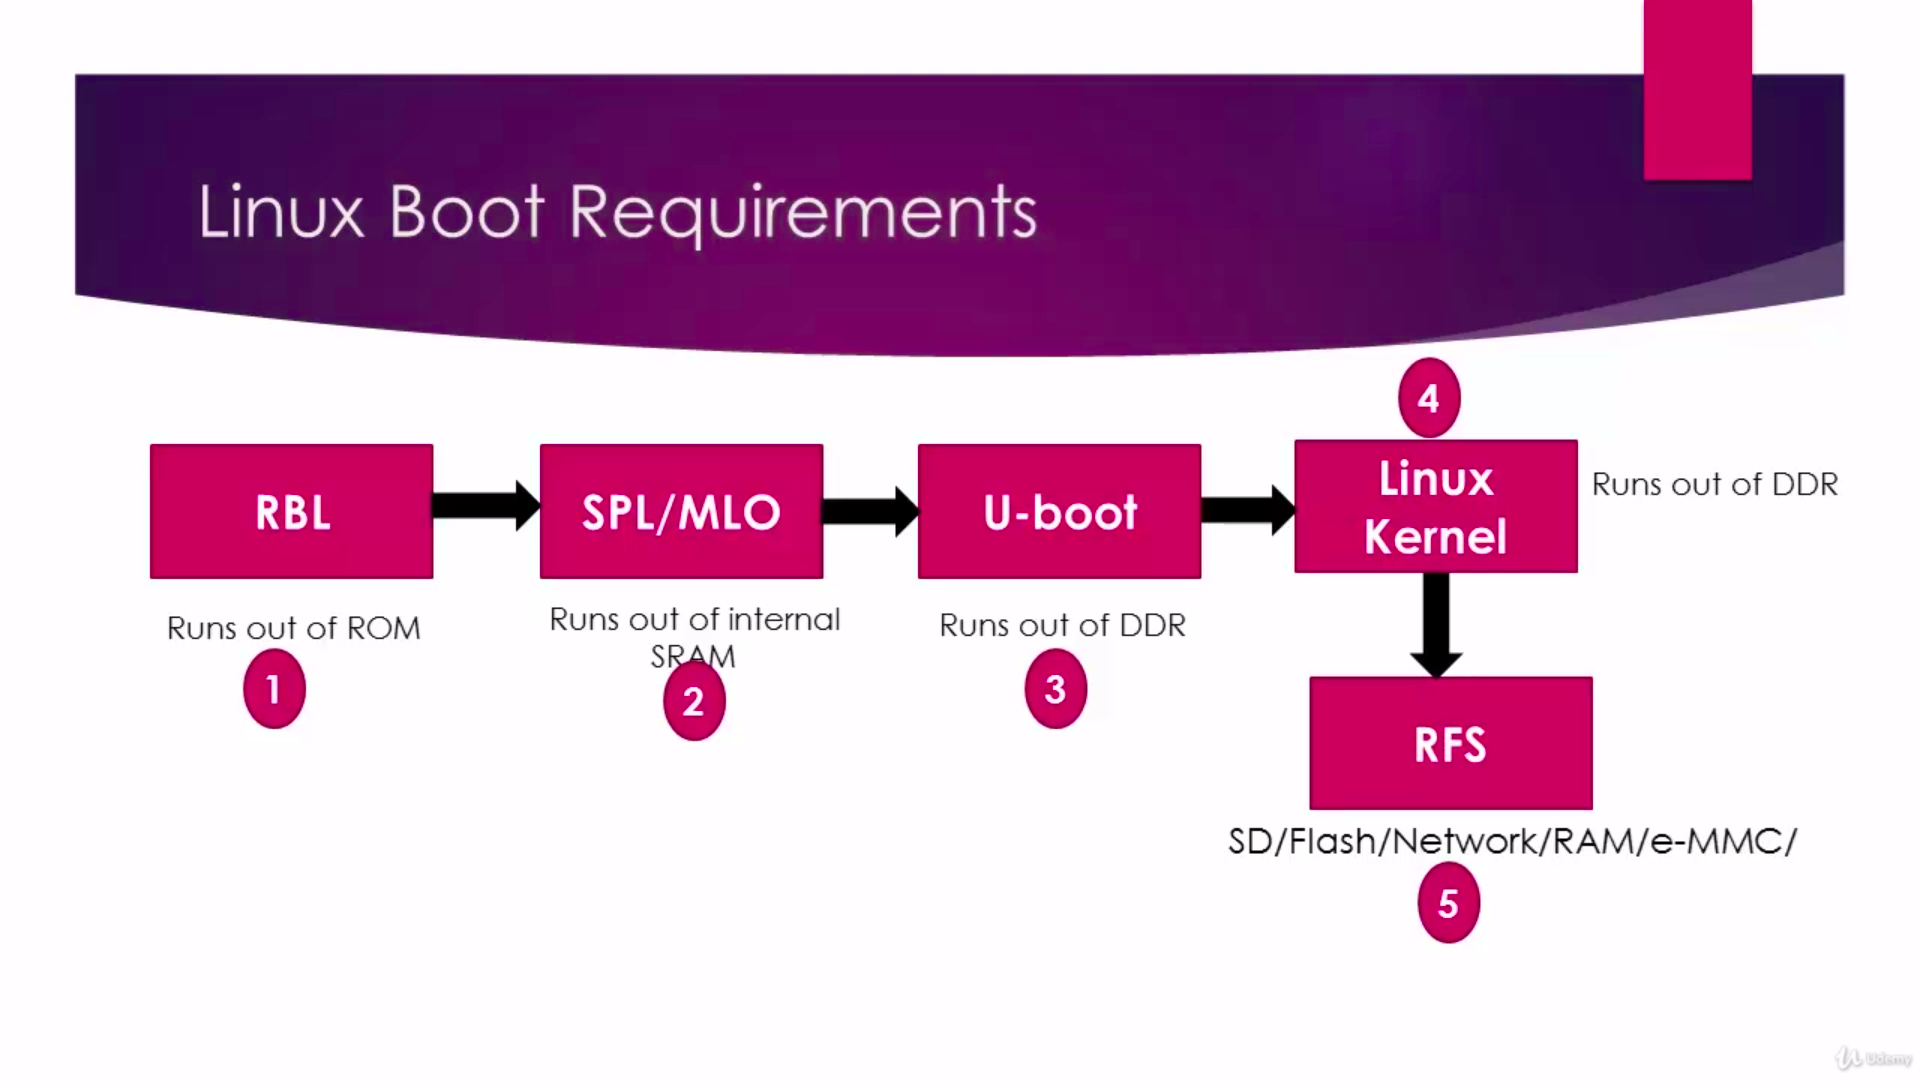 Linux Boot Requirements
4
RBL
SPL/MLO
U-boot
Linux
Kernel
Runs out of DDR
Runs out of ROM
1
Runs out of internal
SRAM
2
Runs out of DDR
3
RFS
SD/Flash/Network/RAM/e-MMC/
5
Udemy